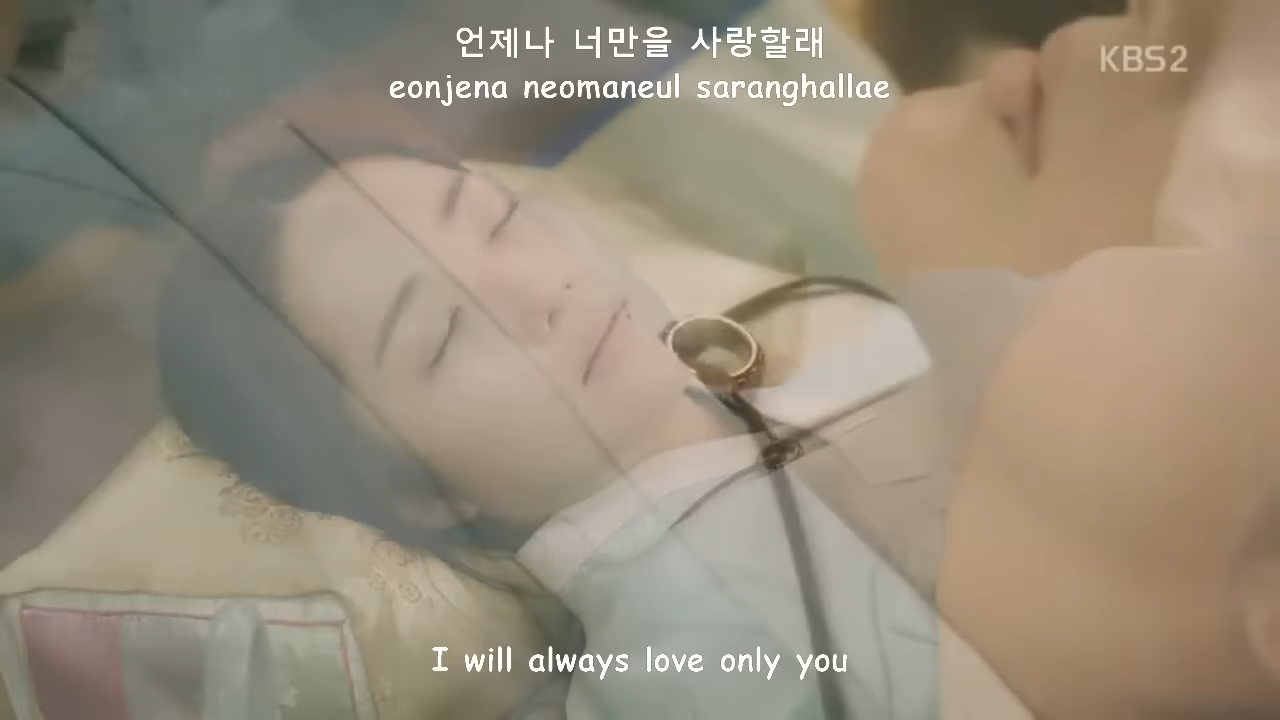 언제나 너만을 사랑할래
KBS2
eonjena neomaneul saranghallae
I will always love only you